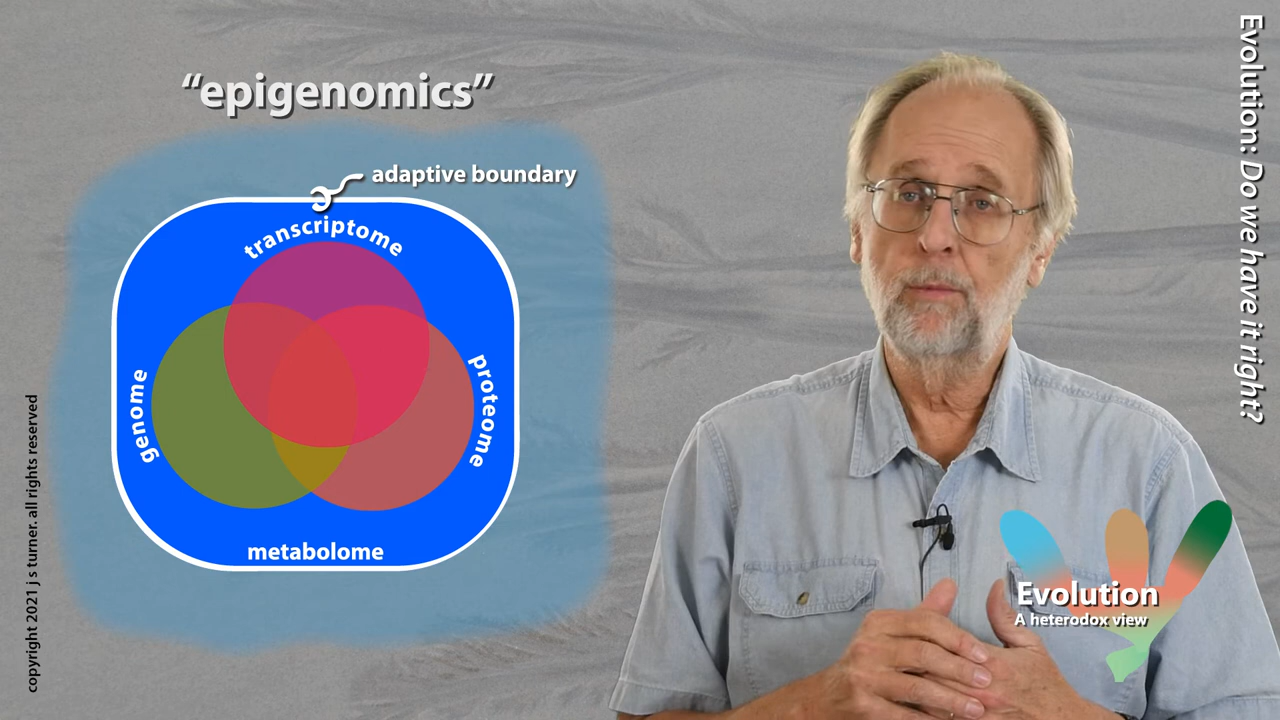 “epigenomics”
adaptive boundary
transcriptome
genome
proteome
metabolome
copyright 2021 j s turner. all rights reserved
Evolution: Do we have it right?
Evolution
A heterodox view